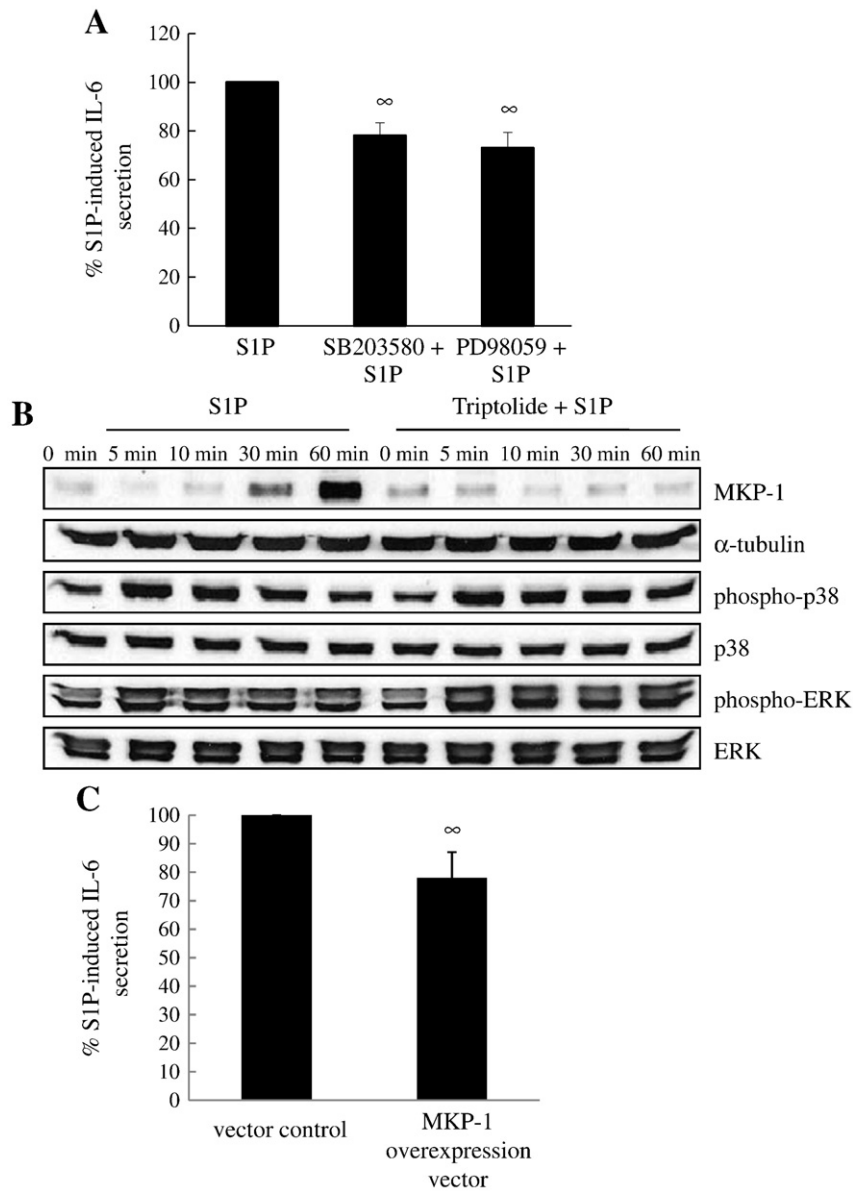 A
% S1P-induced IL-6
secretion
120
100
80
60
40
20
0
∞
∞
S1P
SB203580 +
S1P
PD98059 +
S1P
B
S1P
Triptolide + S1P
0 min 5 min 10 min 30 min 60 min 0 min 5 min 10 min 30 min 60 min
MKP-1
α-tubulin
phospho-p38
p38
phospho-ERK
ERK
C
% S1P-induced IL-6
secretion
100
90
80
70
60
50
40
30
20
10
0
∞
vector control
MKP-1
overexpression
vector